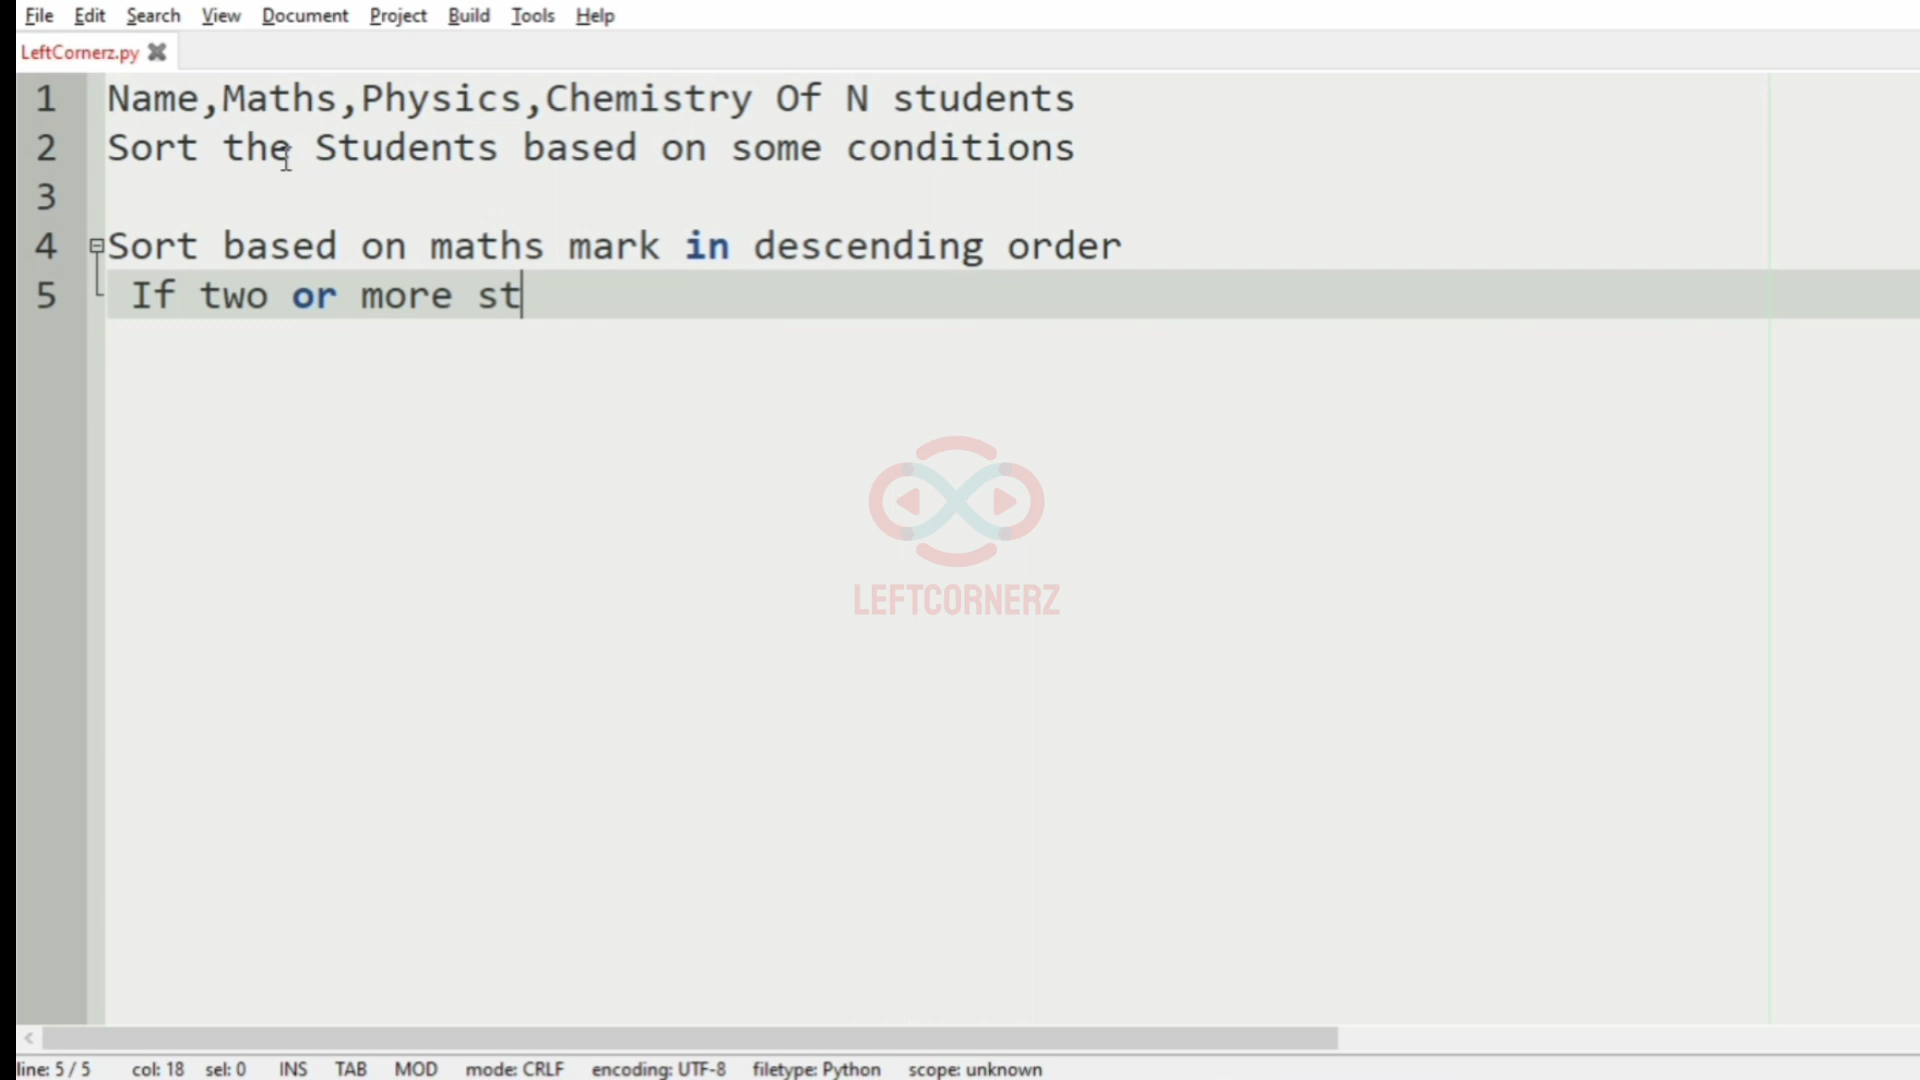 File Edit Search View Document Project Build Tools Help
LeftCornerz.py
1 Name,Maths,Physics,Chemistry Of N students
2 Sort the Students based on some conditions
3
4 Sort based on maths mark in descending order
5 If two or more st
LEFTCORNERZ
line: 5 / 5 col: 18 sel: 0 INS TAB MOD mode: CRLF encoding: UTF-8 filetype: Python scope: unknown